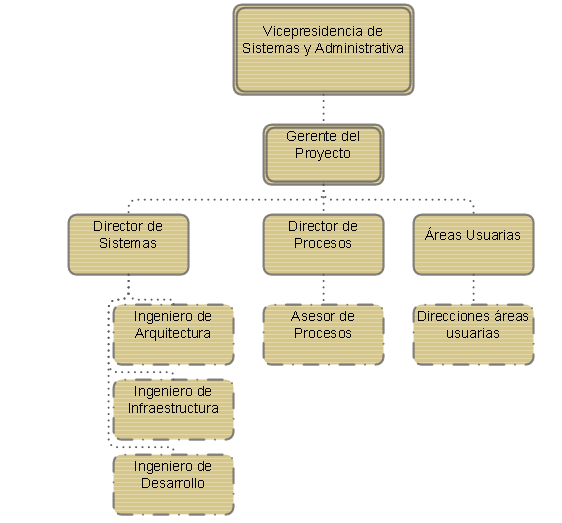 Vicepresidencia de
Sistemas y Administrativa
Gerente del
Proyecto
Director de
Sistemas
Director de
Procesos
Áreas Usuarias
Ingeniero de
Arquitectura
Asesor de
Procesos
Direcciones áreas
usuarias
Ingeniero de
Infraestructura
Ingeniero de
Desarrollo